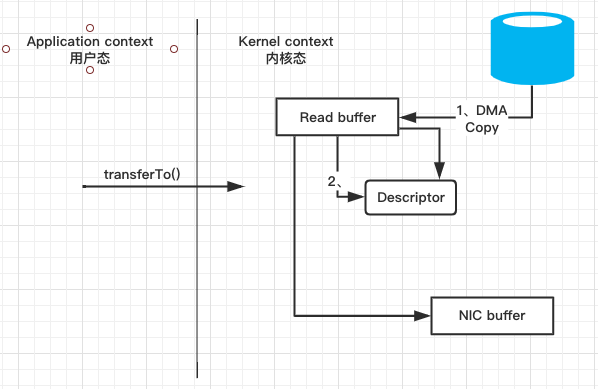 Application context
用户态
Kernel context
内核态
1、DMA
Copy
Read buffer
transferTo()
2、
Descriptor
NIC buffer